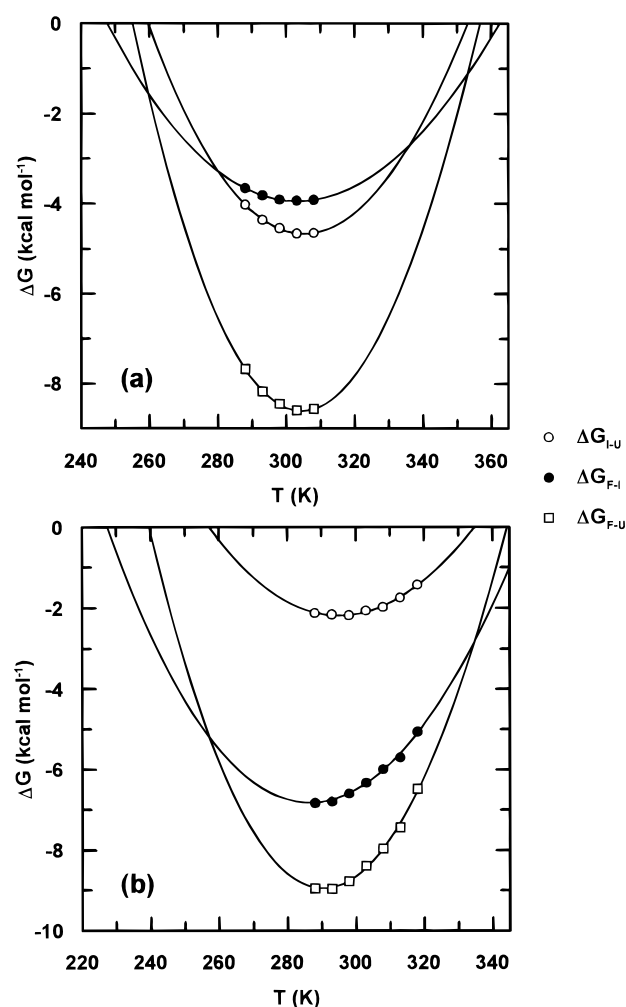 0
-2
-4
-6
-8
ΔG (kcal mol⁻¹)
(a)
240 260 280 300 320 340 360
T (K)
ΔG_I-U
ΔG_F-I
ΔG_F-U
0
-2
-4
-6
-8
-10
ΔG (kcal mol⁻¹)
(b)
220 240 260 280 300 320 340
T (K)